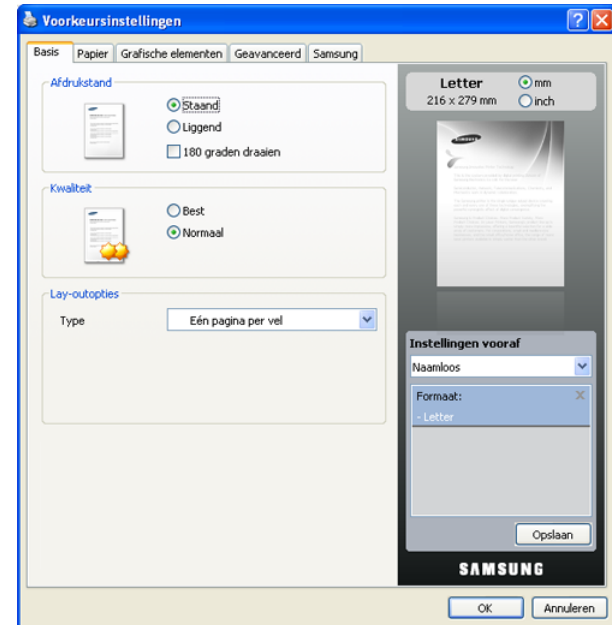 Voorkeursinstellingen
Basis Papier Grafische elementen Geavanceerd Samsung
Afdrukstand
Staand
Liggend
180 graden draaien
Kwaliteit
Best
Normaal
Lay-outopties
Type Eén pagina per vel
Letter
216 x 279 mm
mm
inch
SAMSUNG
Instellingen vooraf
Naamloos
Formaat:
- Letter
Opslaan
SAMSUNG
OK Annuleren